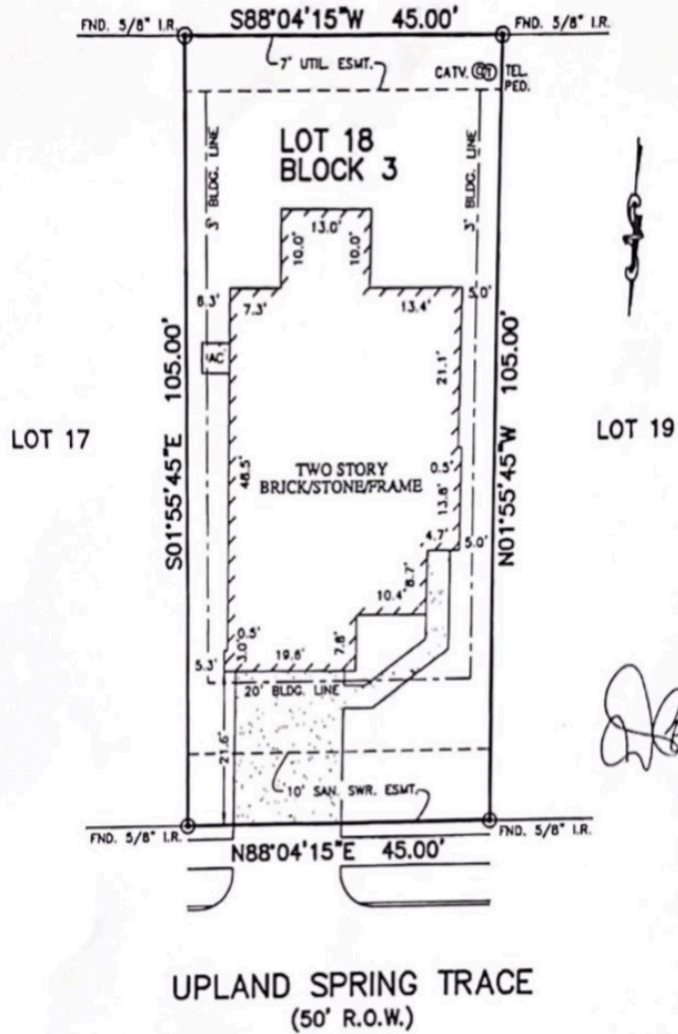 S88°04'15"W 45.00'
FND. 5/8" I.R.
FND. 5/8" I.R.
7' UTIL. ESMT.
CATV.
C T
TEL.
PED.
3' BLDG. LINE
3' BLDG. LINE
LOT 18
BLOCK 3
13.0'
10.0'
10.0'
6.3'
7.3'
13.4'
5.0'
AC.
21.1'
S01°55'45"E 105.00'
N01°55'45"W 105.00'
LOT 17
LOT 19
48.5'
TWO STORY
BRICK/STONE/FRAME
0.5'
13.8'
4.7'
5.0'
8.7'
10.4'
0.5'
3.0'
5.3'
19.6'
7.8'
20' BLDG. LINE
21.6'
10' SAN. SWR. ESMT.
FND. 5/8" I.R.
FND. 5/8" I.R.
N88°04'15"E 45.00'
UPLAND SPRING TRACE
(50' R.O.W.)